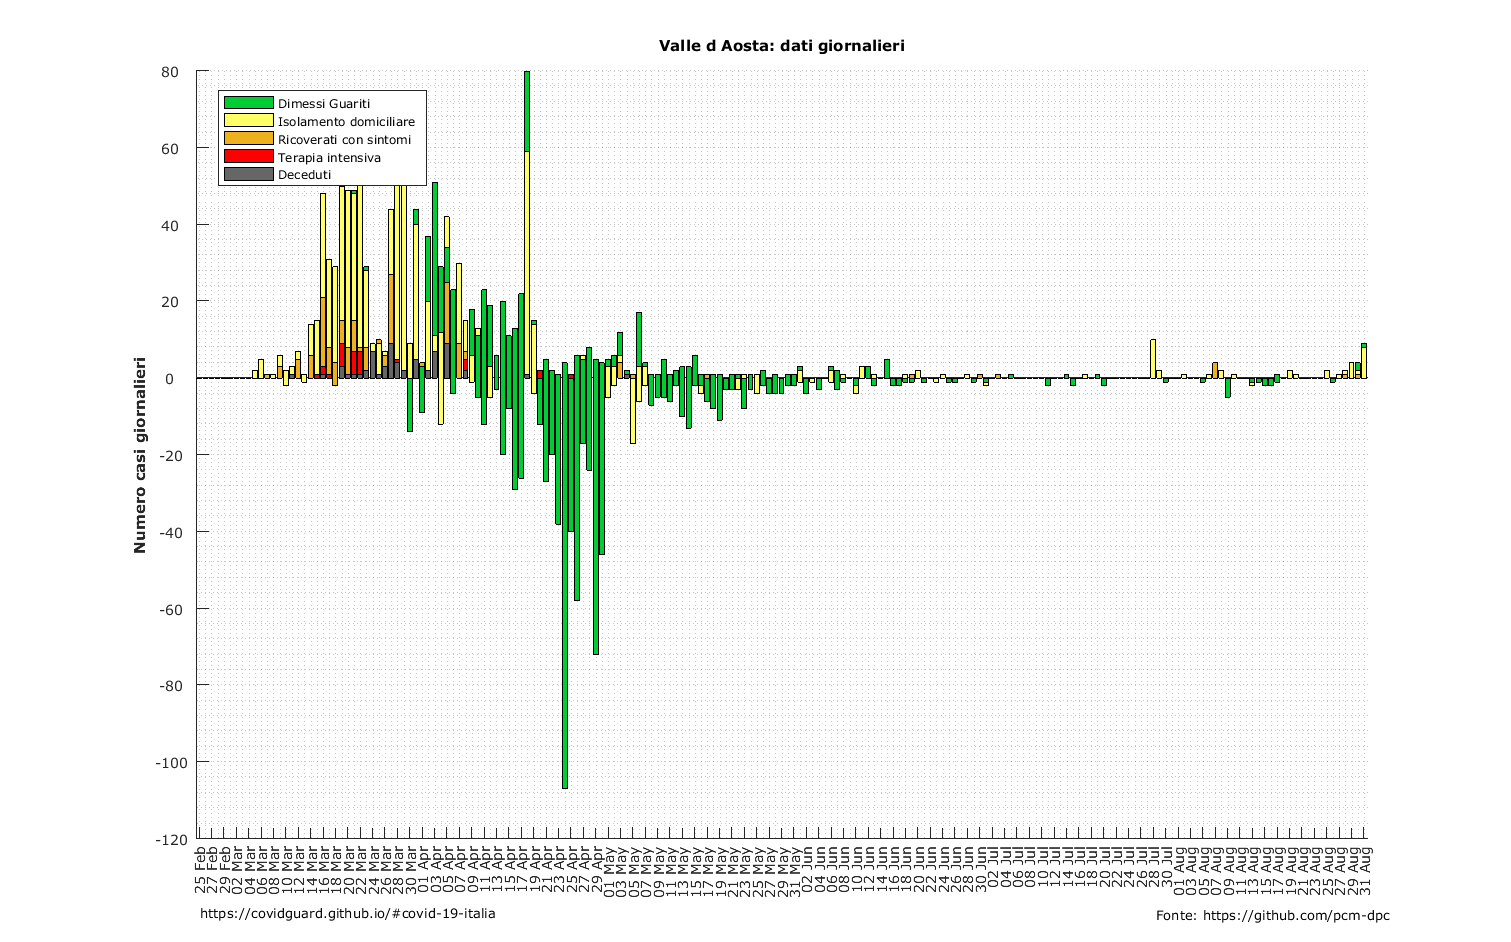 Valle d Aosta: dati giornalieri
80
60
40
20
0
-20
-40
-60
-80
-100
-120
Numero casi giornalieri
Dimessi Guariti
Isolamento domiciliare
Ricoverati con sintomi
Terapia intensiva
Deceduti
25 Feb
27 Feb
29 Feb
02 Mar
04 Mar
06 Mar
08 Mar
10 Mar
12 Mar
14 Mar
16 Mar
18 Mar
20 Mar
22 Mar
24 Mar
26 Mar
28 Mar
30 Mar
01 Apr
03 Apr
05 Apr
07 Apr
09 Apr
11 Apr
13 Apr
15 Apr
17 Apr
19 Apr
21 Apr
23 Apr
25 Apr
27 Apr
29 Apr
01 May
03 May
05 May
07 May
09 May
11 May
13 May
15 May
17 May
19 May
21 May
23 May
25 May
27 May
29 May
31 May
02 Jun
04 Jun
06 Jun
08 Jun
10 Jun
12 Jun
14 Jun
16 Jun
18 Jun
20 Jun
22 Jun
24 Jun
26 Jun
28 Jun
30 Jun
02 Jul
04 Jul
06 Jul
08 Jul
10 Jul
12 Jul
14 Jul
16 Jul
18 Jul
20 Jul
22 Jul
24 Jul
26 Jul
28 Jul
30 Jul
01 Aug
03 Aug
05 Aug
07 Aug
09 Aug
11 Aug
13 Aug
15 Aug
17 Aug
19 Aug
21 Aug
23 Aug
25 Aug
27 Aug
29 Aug
31 Aug
https://covidguard.github.io/#covid-19-italia
Fonte: https://github.com/pcm-dpc